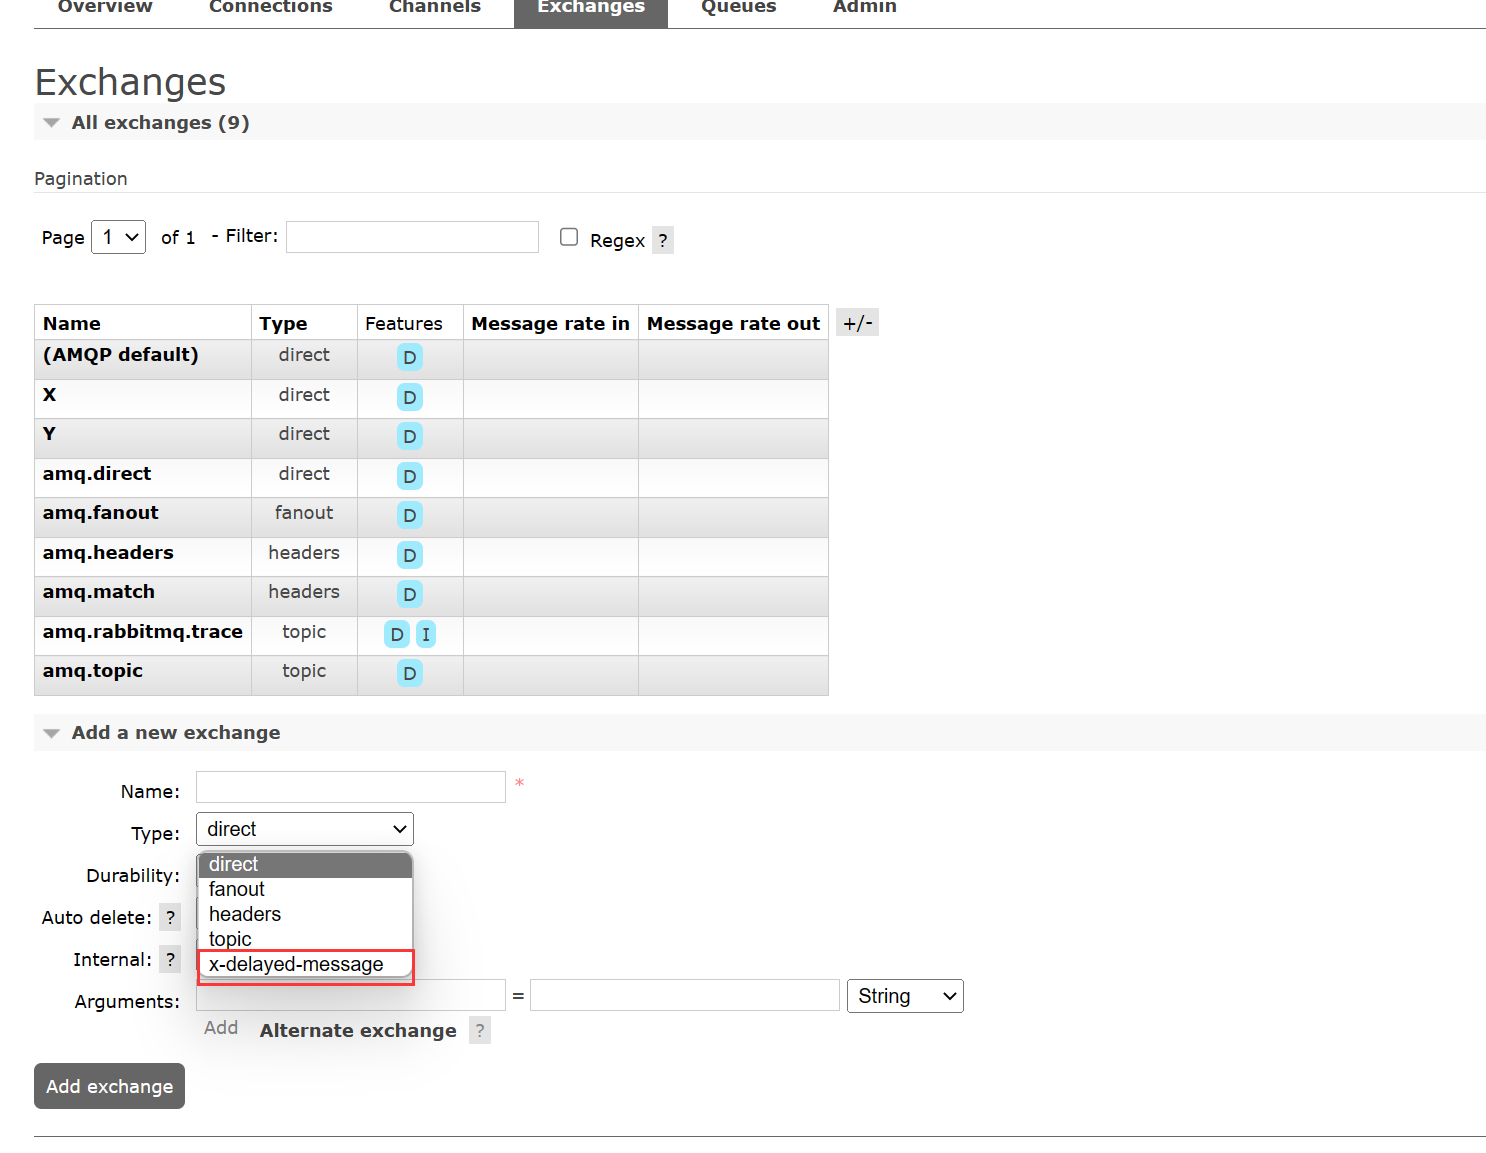 Overview Connections Channels Exchanges Queues Admin
Exchanges
All exchanges (9)
Pagination
Page 1 of 1 - Filter: Regex ?
Name Type Features Message rate in Message rate out +/-
(AMQP default) direct D
X direct D
Y direct D
amq.direct direct D
amq.fanout fanout D
amq.headers headers D
amq.match headers D
amq.rabbitmq.trace topic D I
amq.topic topic D
Add a new exchange
Name: *
Type: direct
direct
Durability:
fanout
Auto delete: ?
headers
topic
Internal: ?
x-delayed-message
Arguments: = String
Add Alternate exchange ?
Add exchange